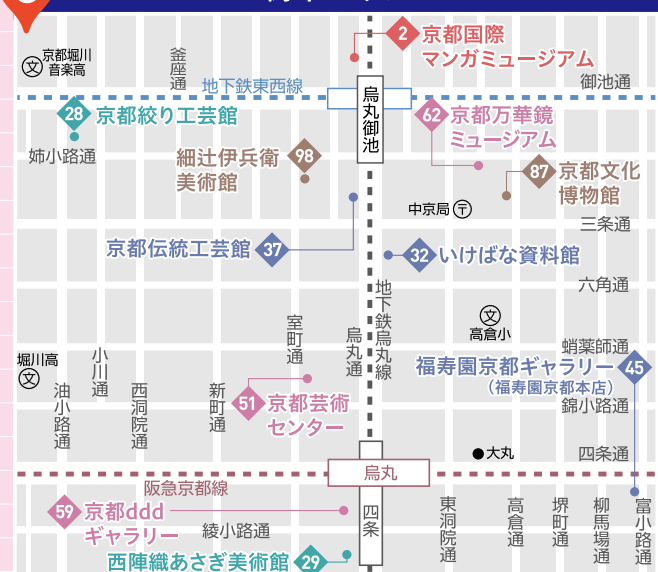 2
京都国際
マンガミュージアム
文
京都堀川
音楽高
釜座通
地下鉄東西線
御池通
烏丸御池
28
京都絞り工芸館
62
京都万華鏡
ミュージアム
姉小路通
細辻伊兵衛
美術館
98
87
京都文化
博物館
中京局
〒
三条通
京都伝統工芸館
37
32
いけばな資料館
六角通
地下鉄烏丸線
文
高倉小
室町通
烏丸通
蛸薬師通
堀川高
文
小川通
福寿園京都ギャラリー
(福寿園京都本店)
45
油小路通
西洞院通
新町通
51
京都芸術
センター
錦小路通
大丸
四条通
烏丸
阪急京都線
59
京都ddd
ギャラリー
綾小路通
四条
東洞院通
高倉通
堺町通
柳馬場通
富小路通
西陣織あさぎ美術館
29